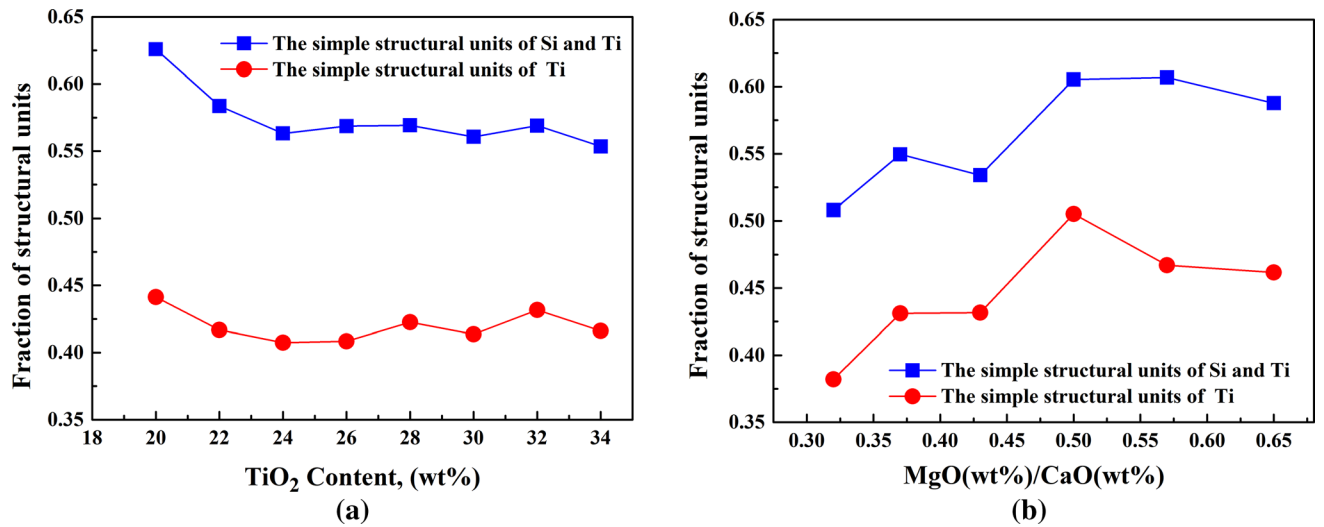 0.65
0.60
0.55
0.50
0.45
0.40
0.35
Fraction of structural units
The simple structural units of Si and Ti
The simple structural units of Ti
18 20 22 24 26 28 30 32 34
TiO₂ Content, (wt%)
(a)
0.65
0.60
0.55
0.50
0.45
0.40
0.35
Fraction of structural units
The simple structural units of Si and Ti
The simple structural units of Ti
0.30 0.35 0.40 0.45 0.50 0.55 0.60 0.65
MgO(wt%)/CaO(wt%)
(b)